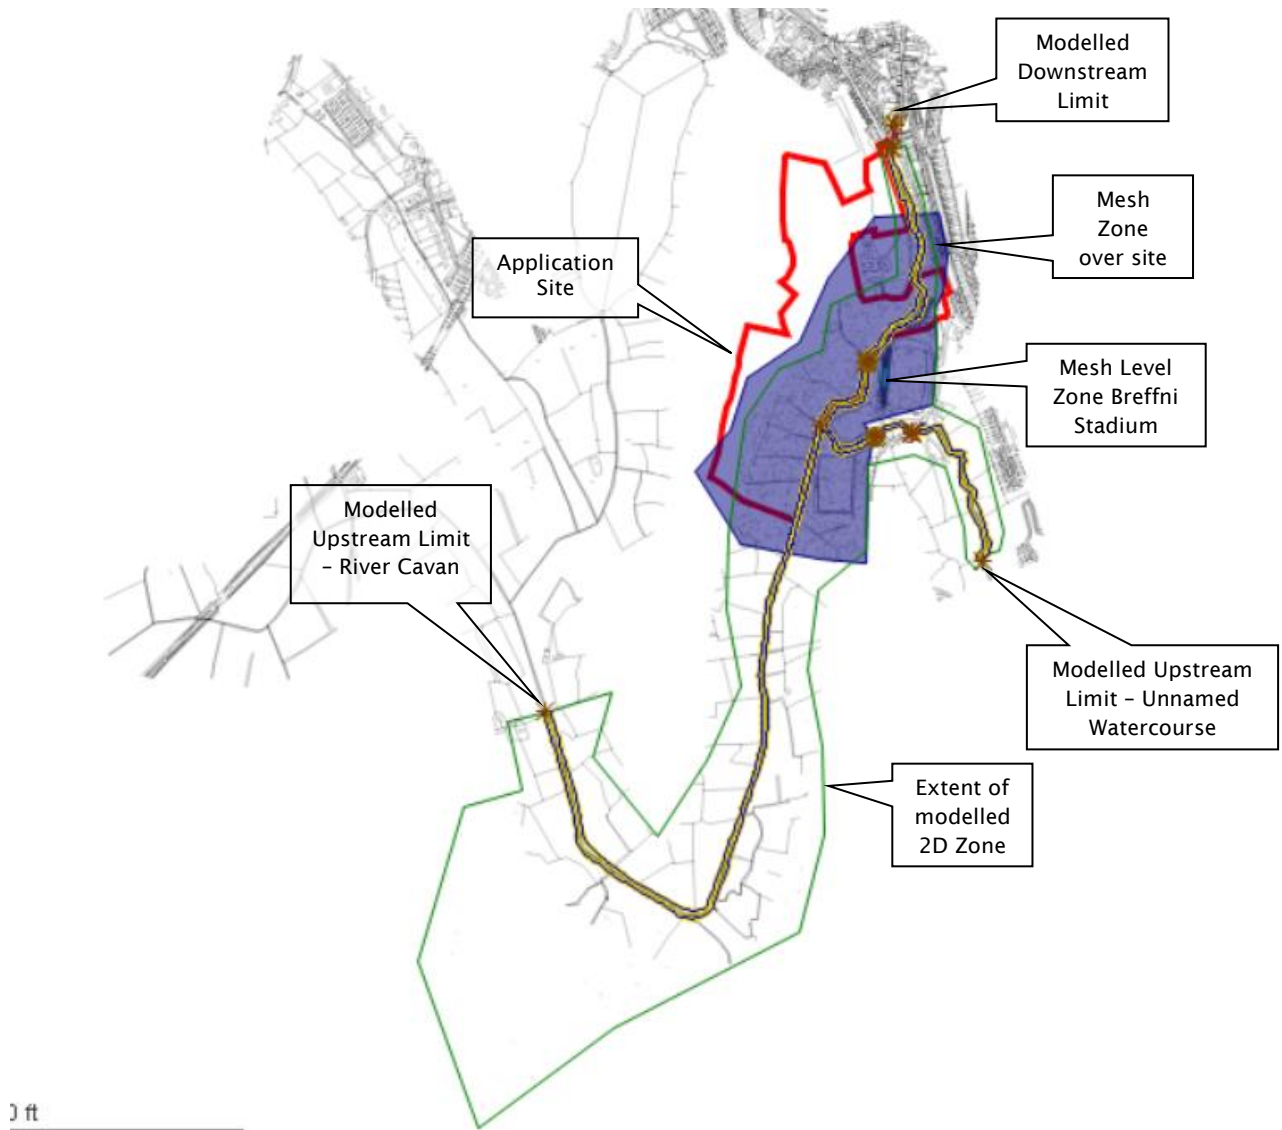 Modelled
Downstream
Limit
Mesh
Zone
over site
Application
Site
Mesh Level
Zone Breffni
Stadium
Modelled
Upstream Limit
– River Cavan
Modelled Upstream
Limit – Unnamed
Watercourse
Extent of
modelled
2D Zone
ft